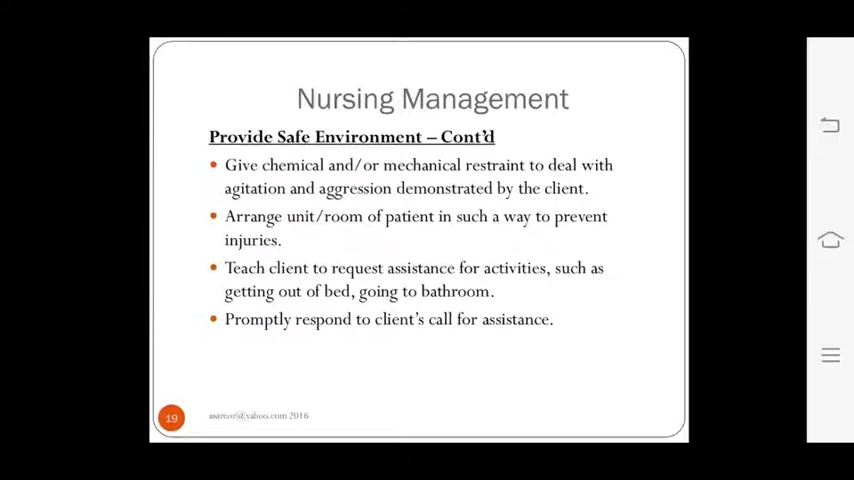 Nursing Management
Provide Safe Environment – Cont'd
• Give chemical and/or mechanical restraint to deal with
agitation and aggression demonstrated by the client.
• Arrange unit/room of patient in such a way to prevent
injuries.
• Teach client to request assistance for activities, such as
getting out of bed, going to bathroom.
• Promptly respond to client's call for assistance.
19
asareor@yahoo.com 2016